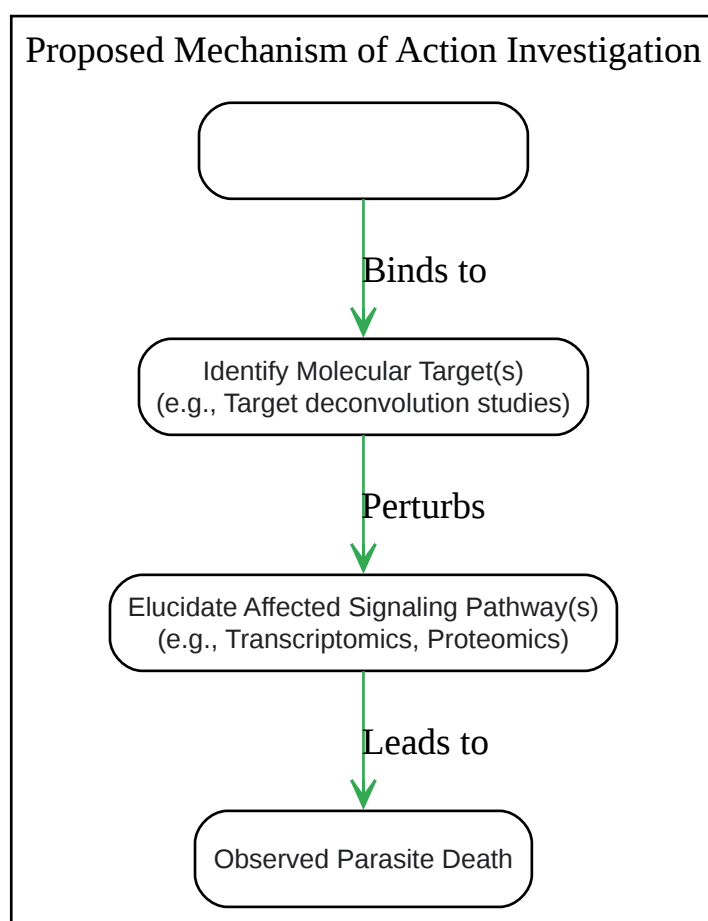 Proposed Mechanism of Action Investigation
Binds to
Identify Molecular Target(s)
(e.g., Target deconvolution studies)
Perturbs
Elucidate Affected Signaling Pathway(s)
(e.g., Transcriptomics, Proteomics)
Leads to
Observed Parasite Death